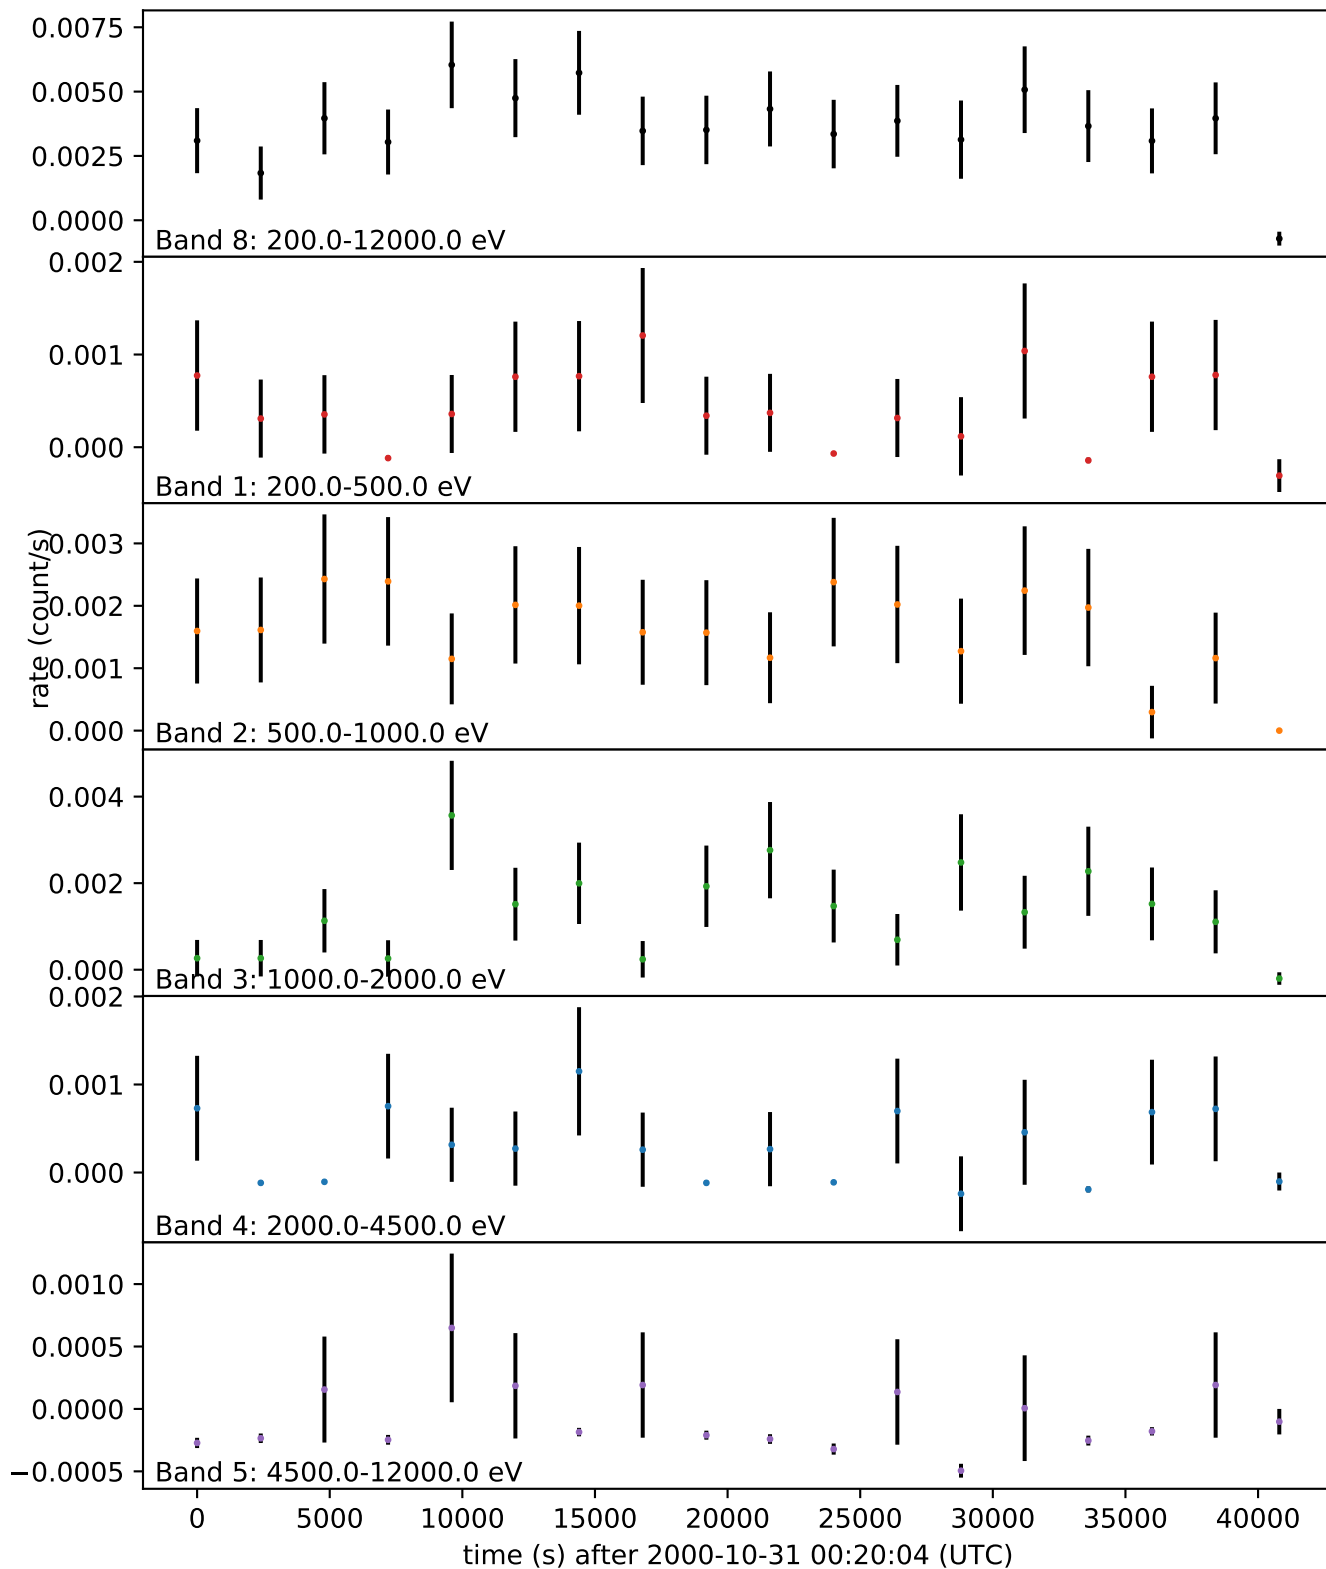 0.0075
0.0050
0.0025
0.0000
Band 8: 200.0-12000.0 eV
0.002
0.001
0.000
Band 1: 200.0-500.0 eV
rate (count/s)
0.003
0.002
0.001
0.000
Band 2: 500.0-1000.0 eV
0.004
0.002
0.000
Band 3: 1000.0-2000.0 eV
0.002
0.001
0.000
Band 4: 2000.0-4500.0 eV
0.0010
0.0005
0.0000
−0.0005
Band 5: 4500.0-12000.0 eV
0 5000 10000 15000 20000 25000 30000 35000 40000
time (s) after 2000-10-31 00:20:04 (UTC)